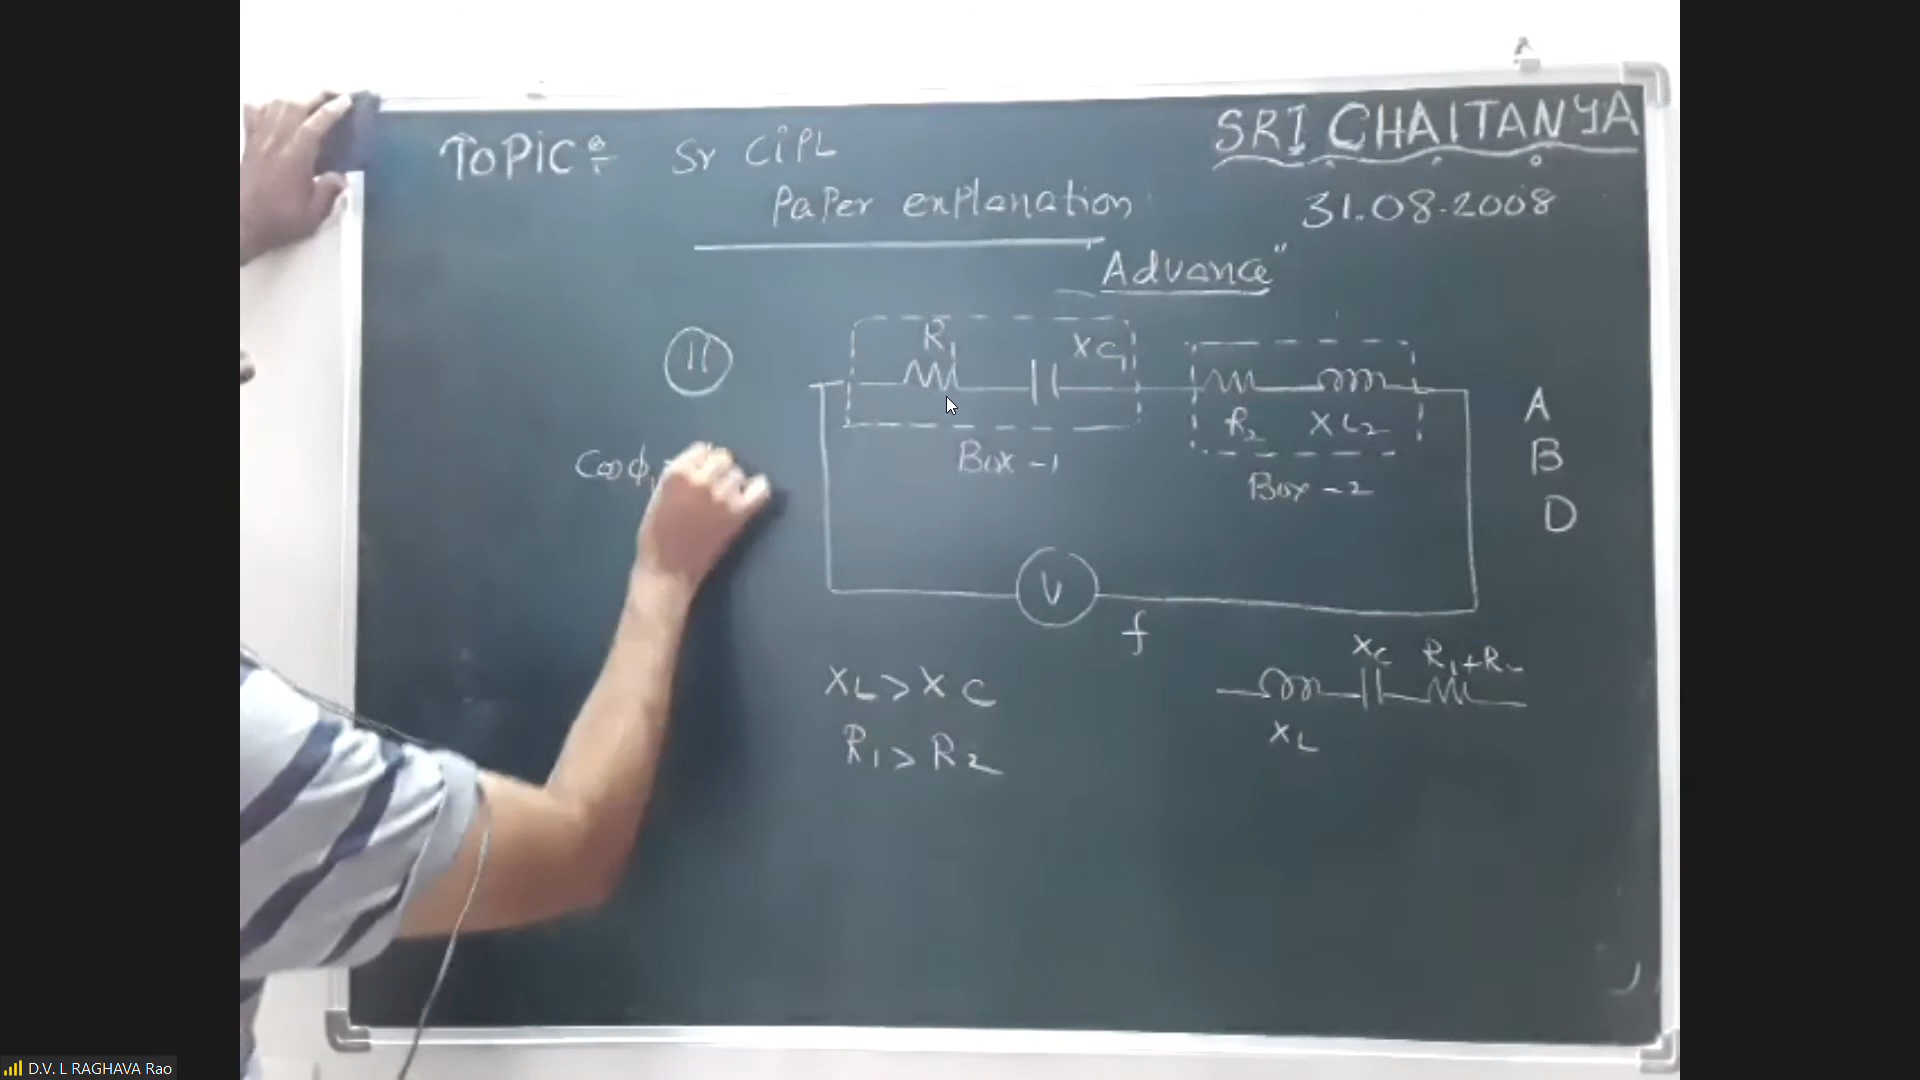 SRI CHAITANYA
TOPIC :- Sr CIPL
Paper explanation
31.08.2008
"Advance"
11
R1
XC1
R2
XL2
Box -1
Box -2
A
B
D
Cosϕ1
V
f
XL > XC
R1 > R2
XC
R1+R2
XL
D.V. L RAGHAVA Rao